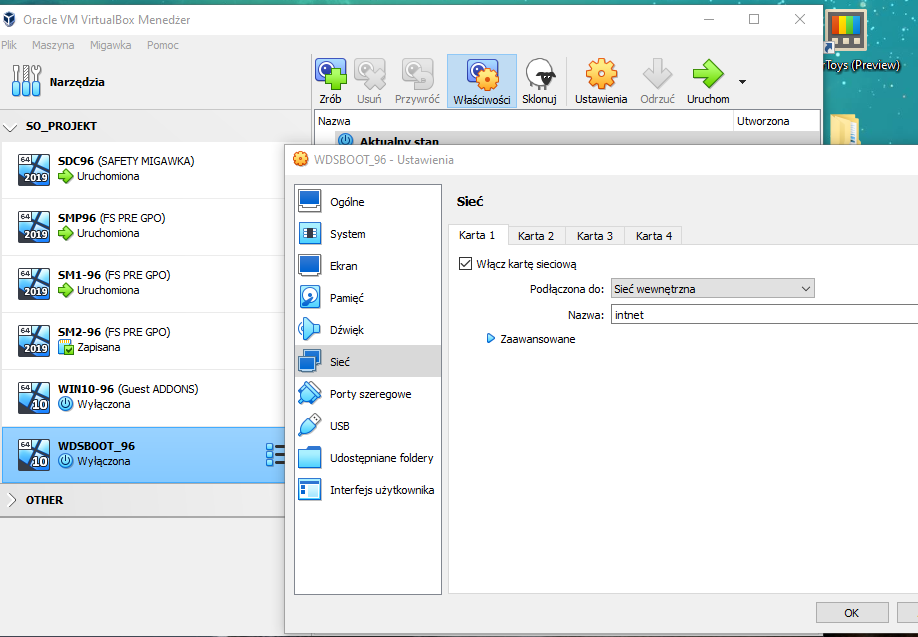 Oracle VM VirtualBox Menedżer
Plik Maszyna Migawka Pomoc
Narzędzia
Zrób Usuń Przywróć Właściwości Sklonuj Ustawienia Odrzuć Uruchom
Toys (Preview)
Nazwa Utworzona
Aktualny stan
SO_PROJEKT
64 2019
SDC96 (SAFETY MIGAWKA)
Uruchomiona
64 2019
SMP96 (FS PRE GPO)
Uruchomiona
64 2019
SM1-96 (FS PRE GPO)
Uruchomiona
64 2019
SM2-96 (FS PRE GPO)
Zapisana
64 10
WIN10-96 (Guest ADDONS)
Wyłączona
64 10
WDSBOOT_96
Wyłączona
OTHER
WDSBOOT_96 - Ustawienia
Ogólne
System
Ekran
Pamięć
Dźwięk
Sieć
Porty szeregowe
USB
Udostępniane foldery
Interfejs użytkownika
Sieć
Karta 1 Karta 2 Karta 3 Karta 4
Włącz kartę sieciową
Podłączona do: Sieć wewnętrzna
Nazwa: intnet
Zaawansowane
OK